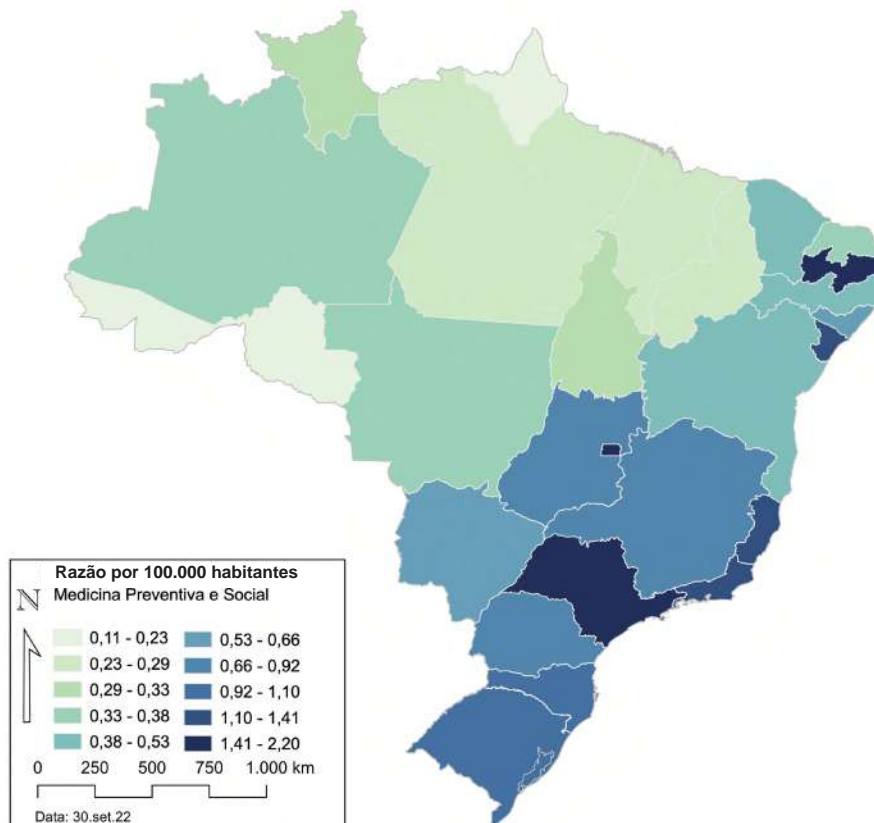 Razão por 100.000 habitantes
N Medicina Preventiva e Social
0,11 - 0,23 0,53 - 0,66
0,23 - 0,29 0,66 - 0,92
0,29 - 0,33 0,92 - 1,10
0,33 - 0,38 1,10 - 1,41
0,38 - 0,53 1,41 - 2,20
0 250 500 750 1.000 km
Data: 30.set.22